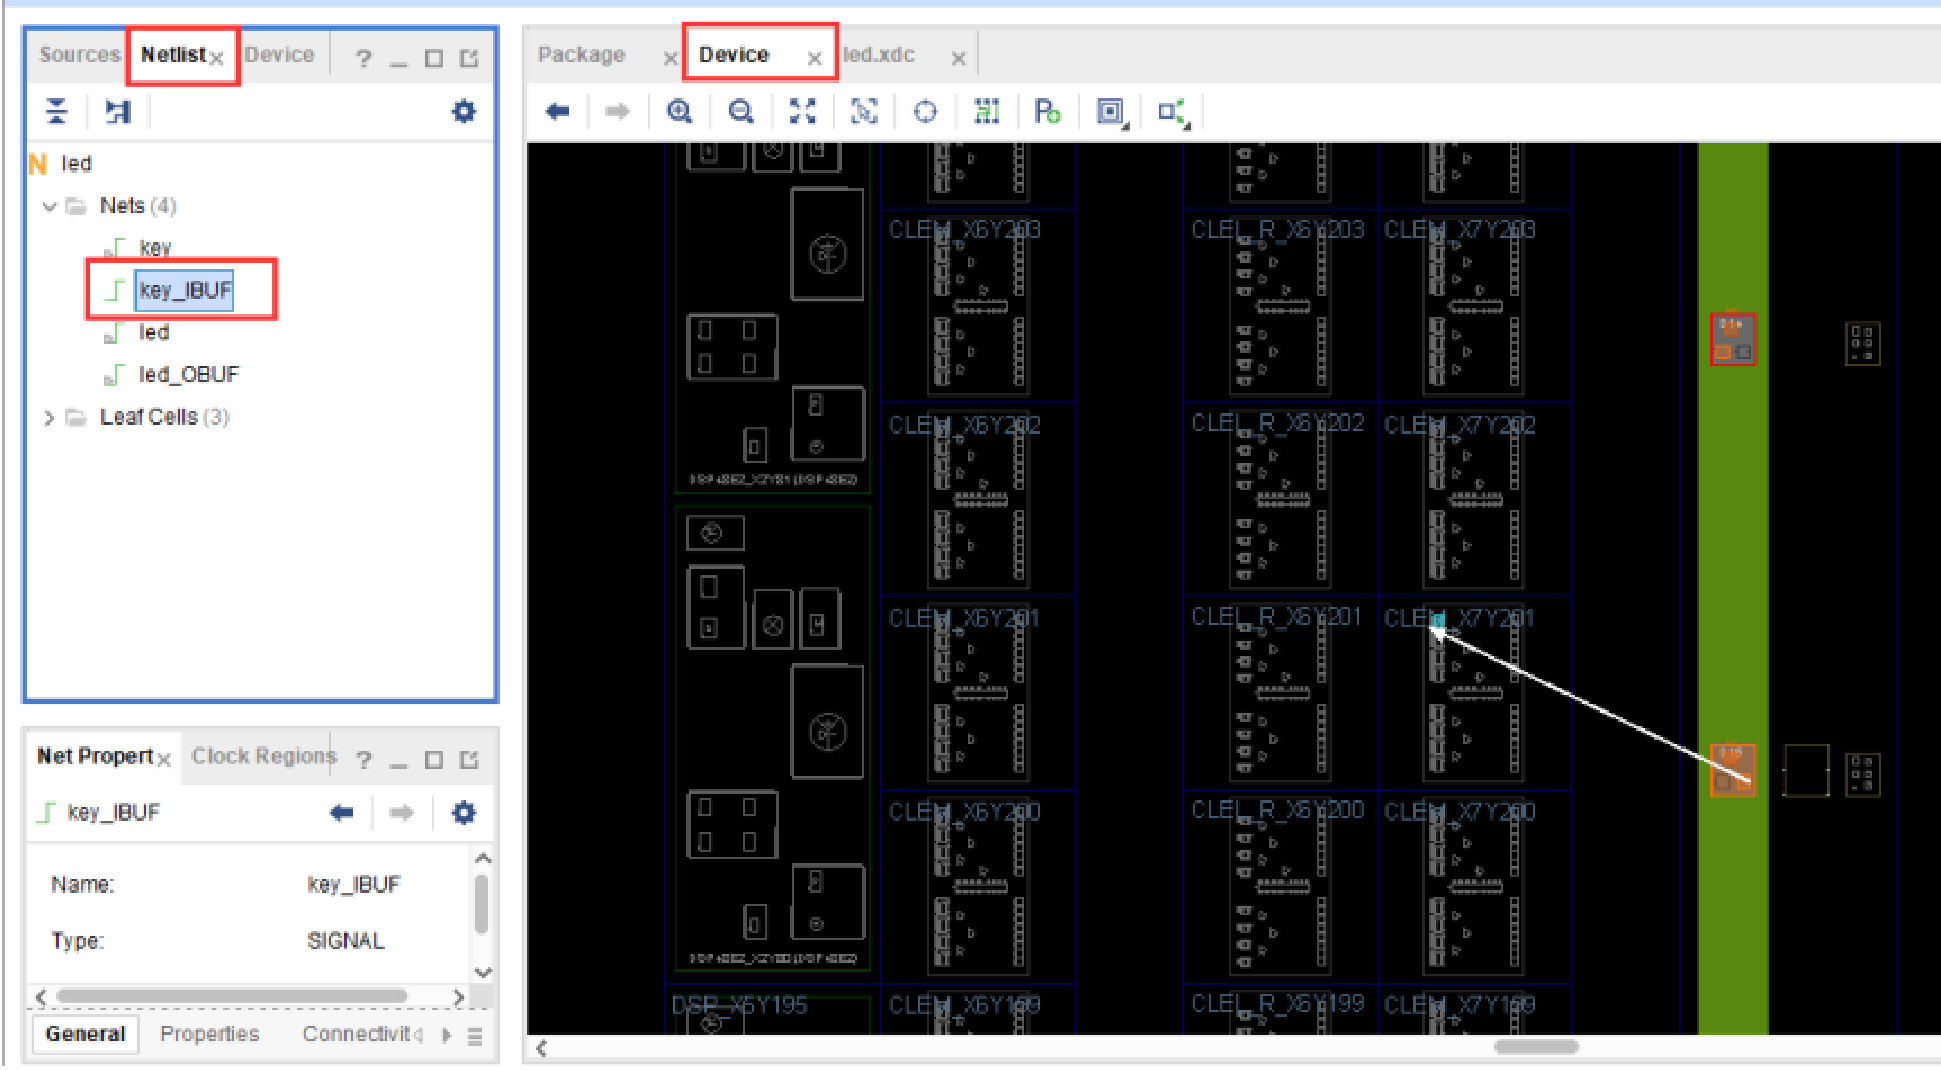 Sources Netlist Device ?
led
Nets (4)
key
key_IBUF
led
led_OBUF
Leaf Cells (3)
Net Propert Clock Regions ?
key_IBUF
Name: key_IBUF
Type: SIGNAL
General Properties Connectivit
Package Device led.xdc
CLEM_X6Y203 CLEL_R_X6Y203 CLEM_X7Y203
CLEM_X6Y202 CLEL_R_X6Y202 CLEM_X7Y202
CLEM_X6Y201 CLEL_R_X6Y201 CLEM_X7Y201
CLEM_X6Y200 CLEL_R_X6Y200 CLEM_X7Y200
DSP_X5Y195 CLEM_X6Y199 CLEL_R_X6Y199 CLEM_X7Y199